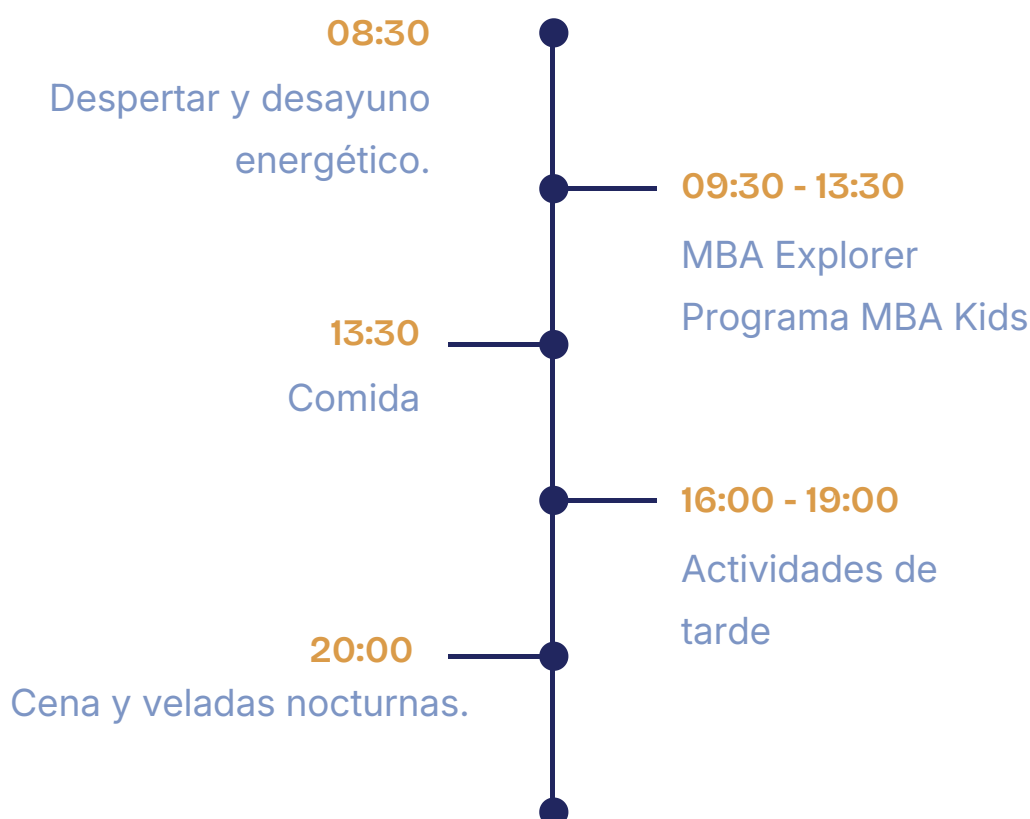 08:30
Despertar y desayuno
energético.
09:30 - 13:30
MBA Explorer
Programa MBA Kids
13:30
Comida
16:00 - 19:00
Actividades de
tarde
20:00
Cena y veladas nocturnas.